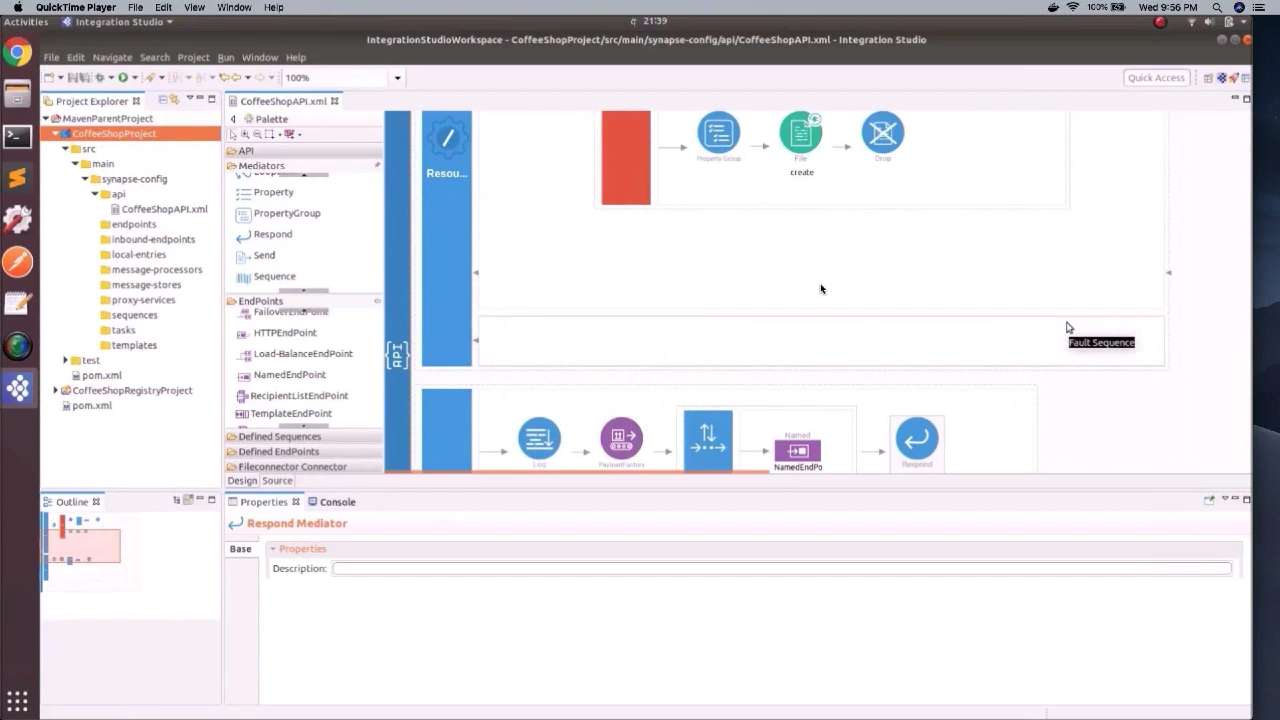 QuickTime Player File Edit View Window Help 100% 9:09:56 PM
Activities Integration Studio 21:39
IntegrationStudioWorkspace - CoffeeShopProject/src/main/synapse-config/api/CoffeeShopAPI.xml - Integration Studio
File Edit Navigate Search Project Run Window Help
100% Quick Access
Project Explorer
MavenParentProject
CoffeeShopProject
src
main
synapse-config
api
CoffeeShopAPI.xml
endpoints
inbound-endpoints
local-entries
message-processors
message-stores
proxy-services
sequences
tasks
templates
test
pom.xml
CoffeeShopRegistryProject
pom.xml
CoffeeShopAPI.xml
Palette
API
Mediators
Property
PropertyGroup
Respond
Send
Sequence
EndPoints
FailoverEndPoint
HTTPEndPoint
Load-BalanceEndPoint
NamedEndPoint
RecipientListEndPoint
TemplateEndPoint
Defined Sequences
Defined EndPoints
Fileconnector Connector
Design Source
{API}
Resou...
Property Group
File
create
Drop
Fault Sequence
Log
PayloadFactory
Named
NamedEndPo
Respond
Outline
Properties Console
Respond Mediator
Base
Properties
Description: